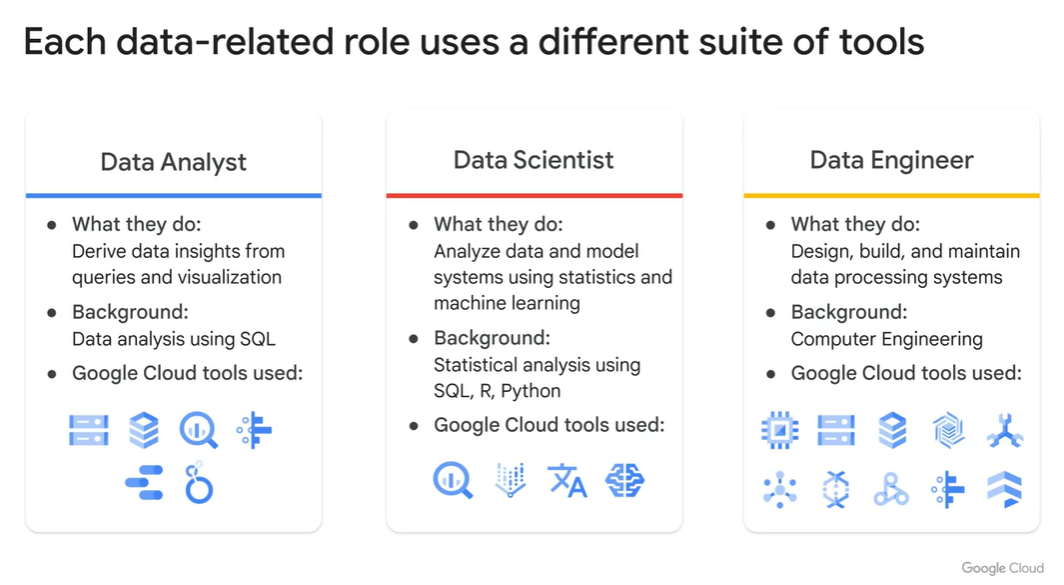 Each data-related role uses a different suite of tools
Data Analyst
● What they do:
Derive data insights from
queries and visualization
● Background:
Data analysis using SQL
● Google Cloud tools used:
Data Scientist
● What they do:
Analyze data and model
systems using statistics and
machine learning
● Background:
Statistical analysis using
SQL, R, Python
● Google Cloud tools used:
Data Engineer
● What they do:
Design, build, and maintain
data processing systems
● Background:
Computer Engineering
● Google Cloud tools used:
Google Cloud